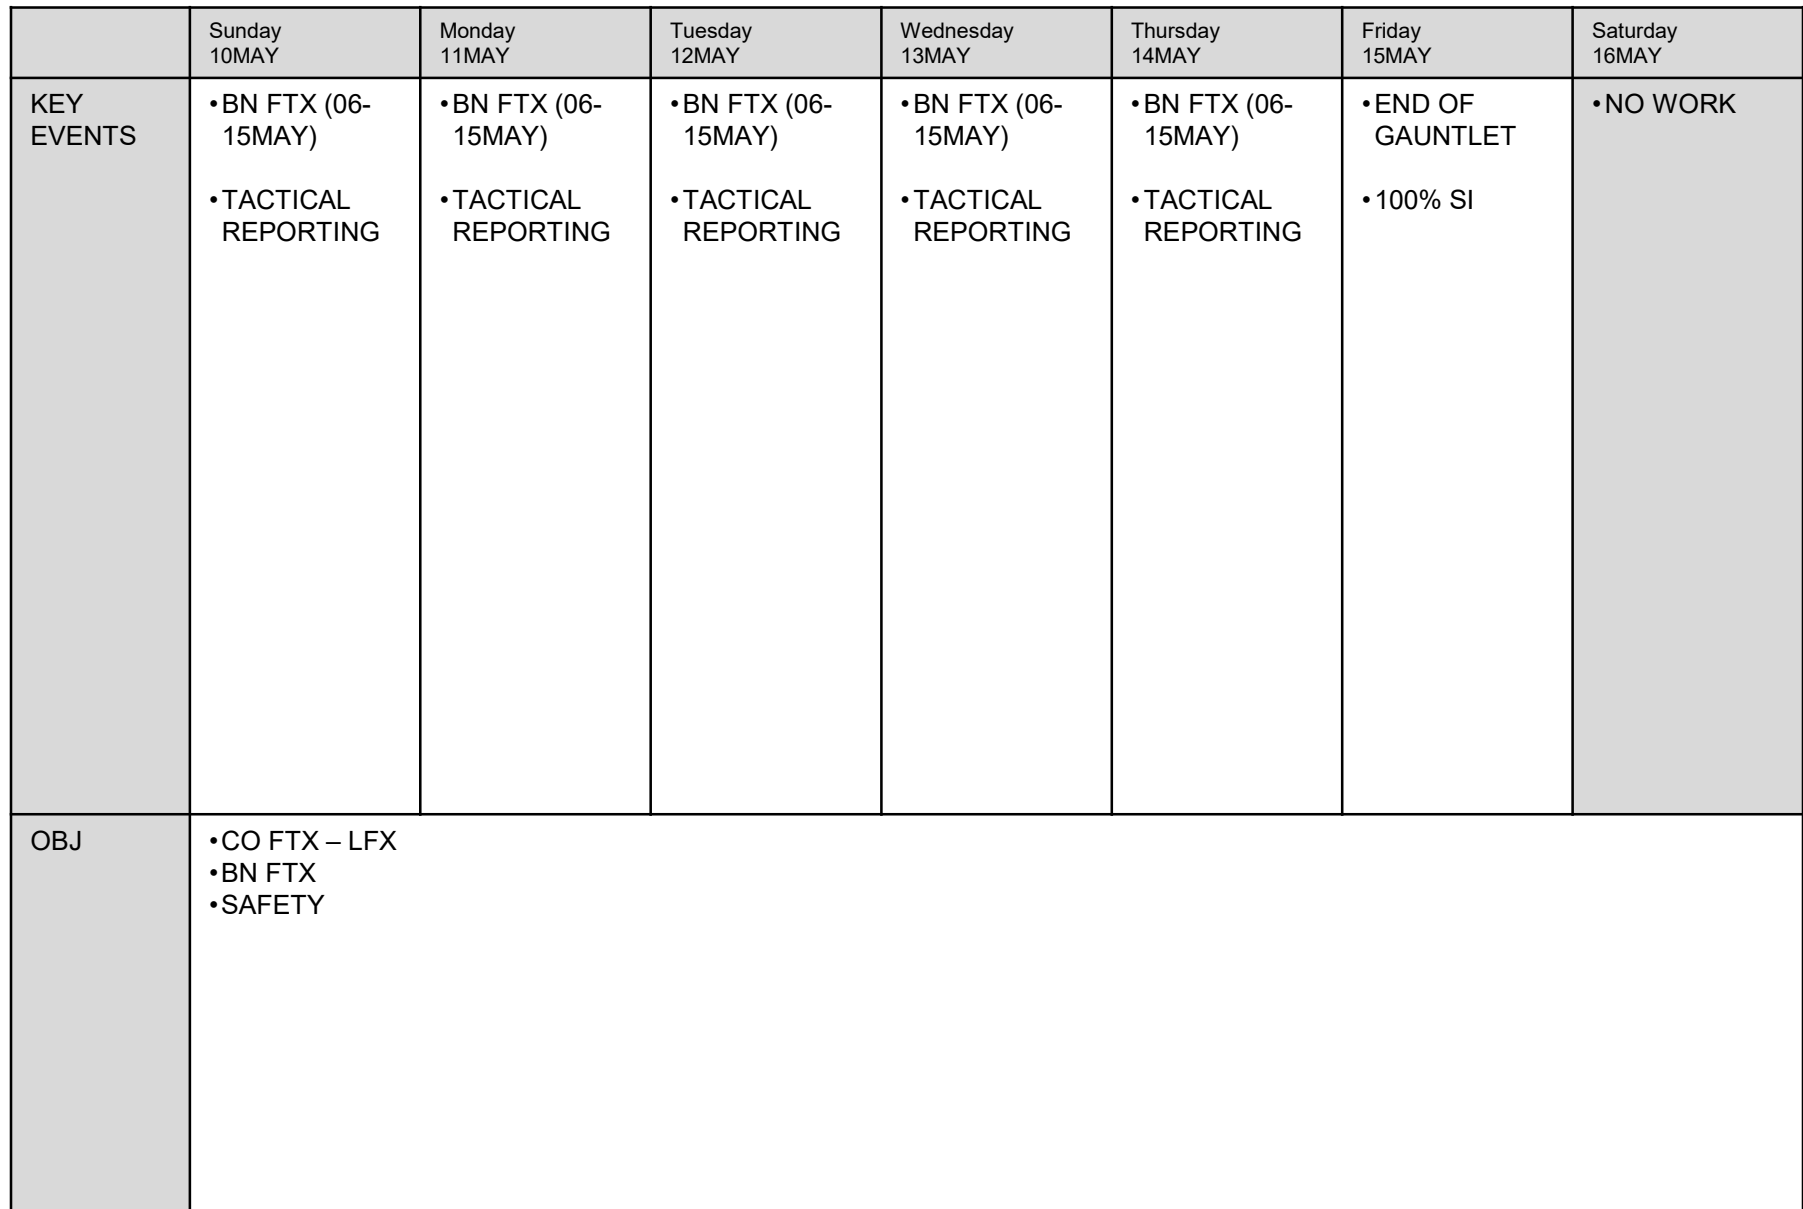 Sunday
10MAY
Monday
11MAY
Tuesday
12MAY
Wednesday
13MAY
Thursday
14MAY
Friday
15MAY
Saturday
16MAY
KEY
EVENTS
•BN FTX (06-
15MAY)
•TACTICAL
REPORTING
•BN FTX (06-
15MAY)
•TACTICAL
REPORTING
•BN FTX (06-
15MAY)
•TACTICAL
REPORTING
•BN FTX (06-
15MAY)
•TACTICAL
REPORTING
•BN FTX (06-
15MAY)
•TACTICAL
REPORTING
•END OF
GAUNTLET
•100% SI
•NO WORK
OBJ
•CO FTX – LFX
•BN FTX
•SAFETY